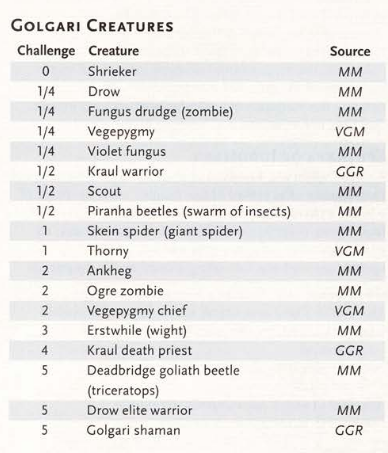 GOLGARI CREATURES
Challenge Creature Source
0 Shrieker MM
1/4 Drow MM
1/4 Fungus drudge (zombie) MM
1/4 Vegepygmy VGM
1/4 Violet fungus MM
1/2 Kraul warrior GGR
1/2 Scout MM
1/2 Piranha beetles (swarm of insects) MM
1 Skein spider (giant spider) MM
1 Thorny VGM
2 Ankheg MM
2 Ogre zombie MM
2 Vegepygmy chief VGM
3 Erstwhile (wight) MM
4 Kraul death priest GGR
5 Deadbridge goliath beetle MM
(triceratops)
5 Drow elite warrior MM
5 Golgari shaman GGR